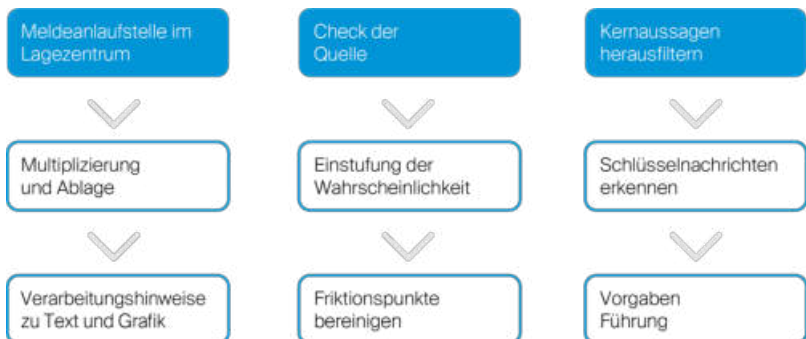 Meldeanlaufstelle im
Lagezentrum
Check der
Quelle
Kernaussagen
herausfiltern
Multiplizierung
und Ablage
Einstufung der
Wahrscheinlichkeit
Schlüsselnachrichten
erkennen
Verarbeitungshinweise
zu Text und Grafik
Friktionspunkte
bereinigen
Vorgaben
Führung